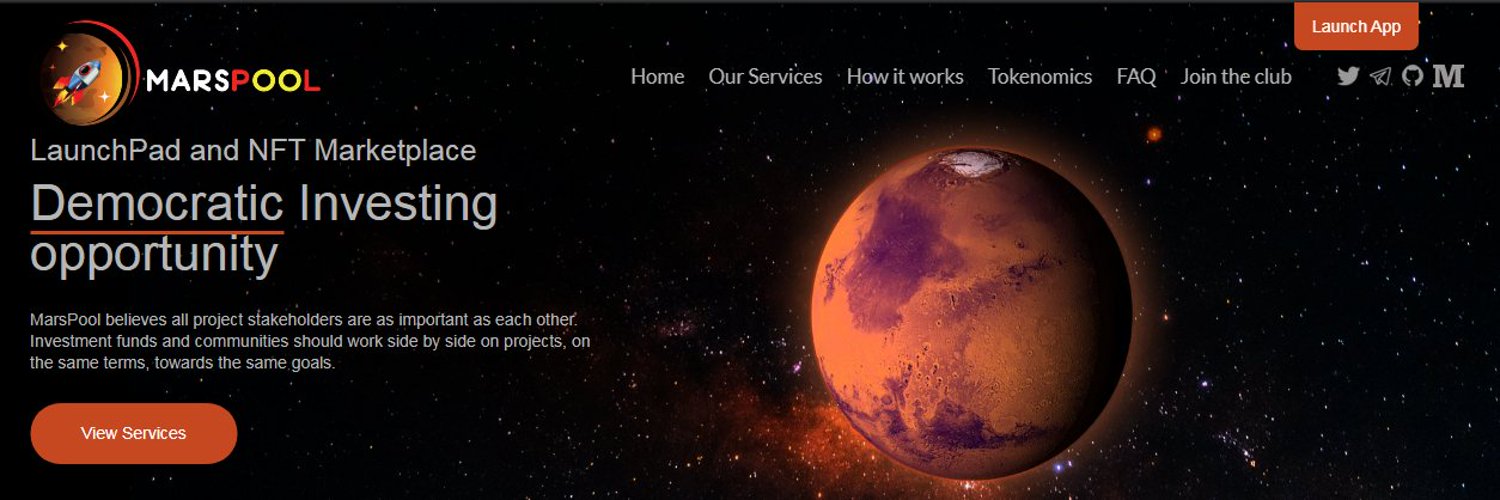 Launch App
MARSPOOL
Home Our Services How it works Tokenomics FAQ Join the club
LaunchPad and NFT Marketplace
Democratic Investing
opportunity
MarsPool believes all project stakeholders are as important as each other.
Investment funds and communities should work side by side on projects, on
the same terms, towards the same goals.
View Services